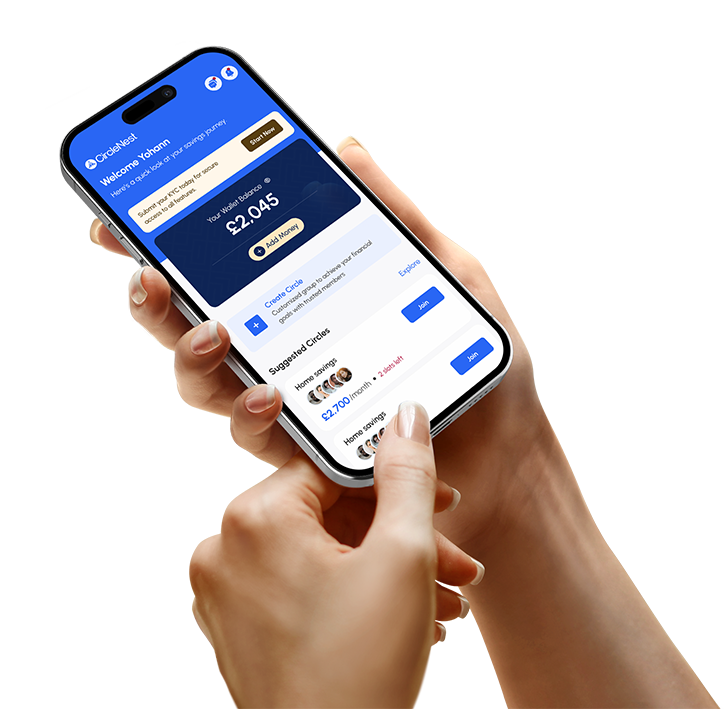 CircleNest
Welcome Yohann
Here's a quick look at your savings journey
Submit your KYC today for secure
access to all features.
Start Now
Your Wallet Balance
£2,045
Add Money
Create Circle
Customized group to achieve your financial
goals with trusted members
Suggested Circles
Explore
Home savings
£2,700 /month • 2 slots left
Join
Home savings
Join